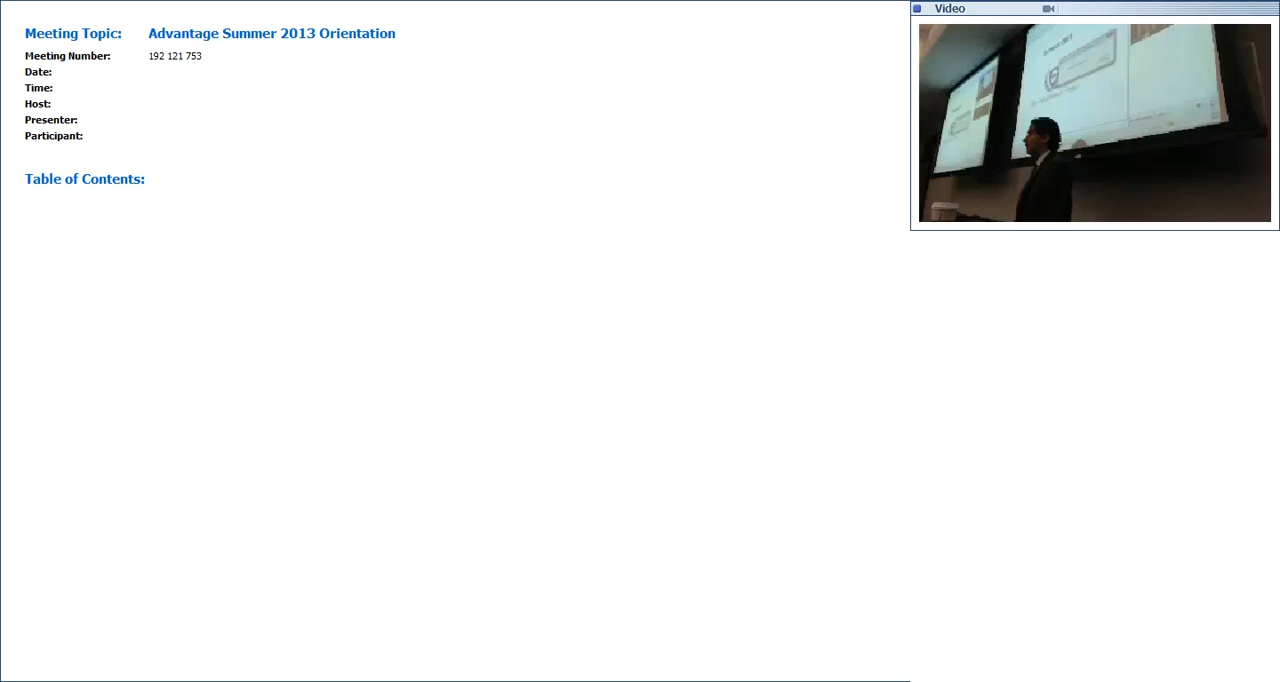 Meeting Topic: Advantage Summer 2013 Orientation
Meeting Number: 192 121 753
Date:
Time:
Host:
Presenter:
Participant:
Table of Contents:
Video